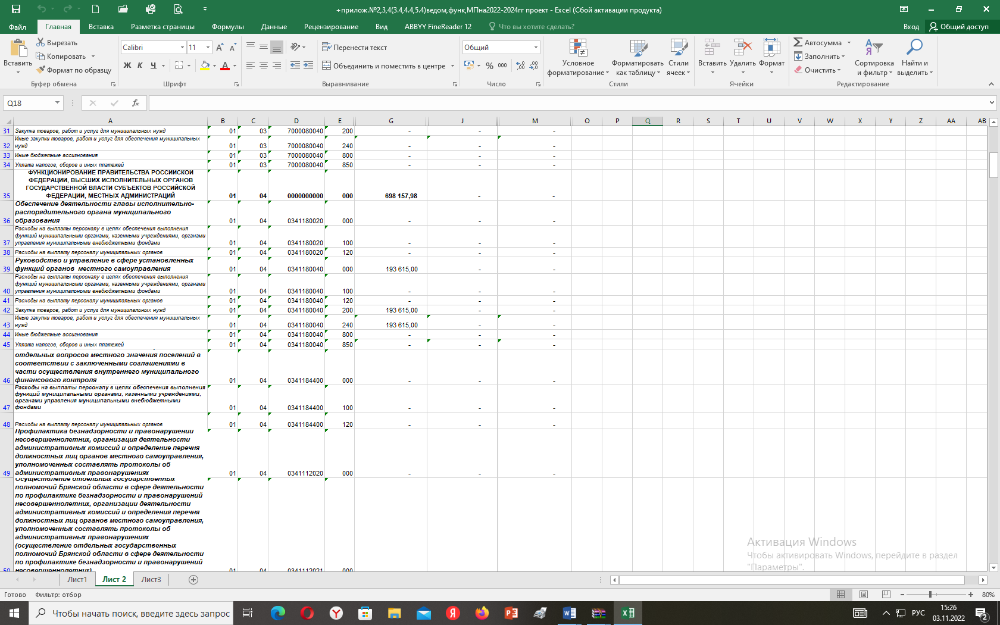 +прилож.№2,3,4(3.4,4.4,5.4)ведом,функ,МПна2022-2024гг проект - Excel (Сбой активации продукта)
Файл Главная Вставка Разметка страницы Формулы Данные Рецензирование Вид ABBYY FineReader 12 Что вы хотите сделать? Вход Общий доступ
Вставить
Вырезать
Копировать
Формат по образцу
Буфер обмена
Calibri 11
Ж К Ч
Шрифт
Перенести текст
Объединить и поместить в центре
Выравнивание
Общий
% 000
Число
Условное форматирование
Форматировать как таблицу
Стили ячеек
Стили
Вставить Удалить Формат
Ячейки
Автосумма
Заполнить
Очистить
Сортировка и фильтр
Найти и выделить
Редактирование
Q18 fx
A B C D E G J M O P Q R S T U V W X Y Z AA AB
31 Закупка товаров, работ и услуг для муниципальных нужд 01 03 7000080040 200 - - -
Иные закупки товаров, работ и услуг для обеспечения муниципальных
32 нужд 01 03 7000080040 240 - - -
33 Иные бюджетные ассигнования 01 03 7000080040 800 - - -
34 Уплата налогов, сборов и иных платежей 01 03 7000080040 850 - - -
ФУНКЦИОНИРОВАНИЕ ПРАВИТЕЛЬСТВА РОССИЙСКОЙ
ФЕДЕРАЦИИ, ВЫСШИХ ИСПОЛНИТЕЛЬНЫХ ОРГАНОВ
ГОСУДАРСТВЕННОЙ ВЛАСТИ СУБЪЕКТОВ РОССИЙСКОЙ
35 ФЕДЕРАЦИИ, МЕСТНЫХ АДМИНИСТРАЦИЙ 01 04 0000000000 000 698 157,98 - -
Обеспечение деятельности главы исполнительно-
распорядительного органа муниципального
36 образования 01 04 0341180020 000 - - -
Расходы на выплаты персоналу в целях обеспечения выполнения
функций муниципальными органами, казенными учреждениями, органами
37 управления муниципальными внебюджетными фондами 01 04 0341180020 100 - - -
38 Расходы на выплату персоналу муниципальных органов 01 04 0341180020 120 - - -
Руководство и управление в сфере установленных
39 функций органов местного самоуправления 01 04 0341180040 000 193 615,00 - -
Расходы на выплаты персоналу в целях обеспечения выполнения
функций муниципальными органами, казенными учреждениями, органами
40 управления муниципальными внебюджетными фондами 01 04 0341180040 100 - - -
41 Расходы на выплату персоналу муниципальных органов 01 04 0341180040 120 - - -
42 Закупка товаров, работ и услуг для муниципальных нужд 01 04 0341180040 200 193 615,00 - -
Иные закупки товаров, работ и услуг для обеспечения муниципальных
43 нужд 01 04 0341180040 240 193 615,00 - -
44 Иные бюджетные ассигнования 01 04 0341180040 800 - - -
45 Уплата налогов, сборов и иных платежей 01 04 0341180040 850 - - -
отдельных вопросов местного значения поселений в
соответствии с заключенными соглашениями в
части осуществления внутреннего муниципального
46 финансового контроля 01 04 0341184400 000 - - -
Расходы на выплаты персоналу в целях обеспечения выполнения
функций муниципальными органами, казенными учреждениями,
органами управления муниципальными внебюджетными
47 фондами 01 04 0341184400 100 - - -
48 Расходы на выплату персоналу муниципальных органов 01 04 0341184400 120 - - -
Профилактика безнадзорности и правонарушений
несовершеннолетних, организация деятельности
административных комиссий и определение перечня
должностных лиц органов местного самоуправления,
уполномоченных составлять протоколы об
49 административных правонарушениях 01 04 0341112020 000 - - -
Осуществление отдельных государственных
полномочий Брянской области в сфере деятельности
по профилактике безнадзорности и правонарушений
несовершеннолетних, организации деятельности
административных комиссий и определения перечня
должностных лиц органов местного самоуправления,
уполномоченных составлять протоколы об
административных правонарушениях
(осуществление отдельных государственных
полномочий Брянской области в сфере деятельности
по профилактике безнадзорности и правонарушений
50 несовершеннолетних) 01 04 0341112021 000
Активация Windows
Чтобы активировать Windows, перейдите в раздел
"Параметры".
Лист1 Лист 2 Лист3
Готово Фильтр: отбор 80%
Чтобы начать поиск, введите здесь запрос
РУС
15:26
03.11.2022
2